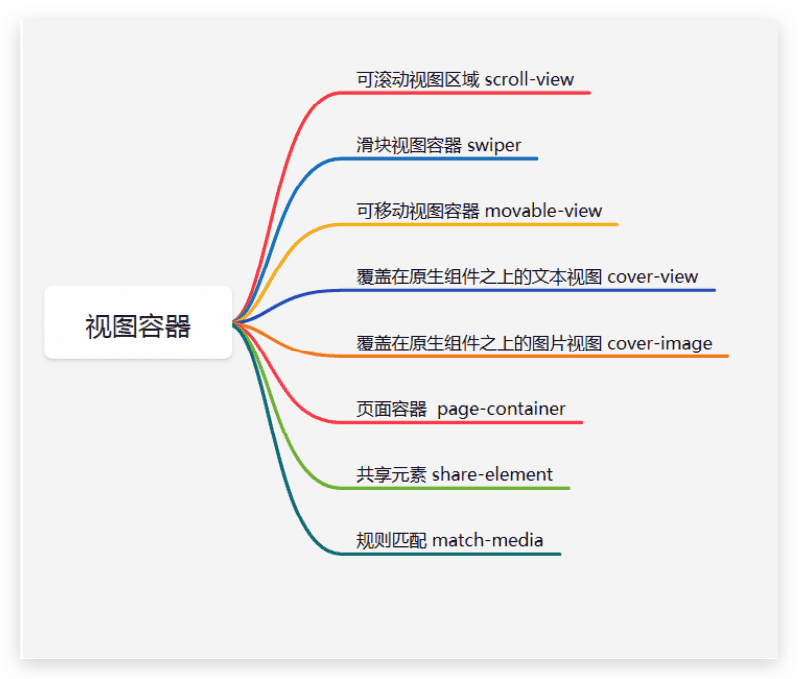 可滚动视图区域 scroll-view
滑块视图容器 swiper
可移动视图容器 movable-view
覆盖在原生组件之上的文本视图 cover-view
视图容器
覆盖在原生组件之上的图片视图 cover-image
页面容器 page-container
共享元素 share-element
规则匹配 match-media